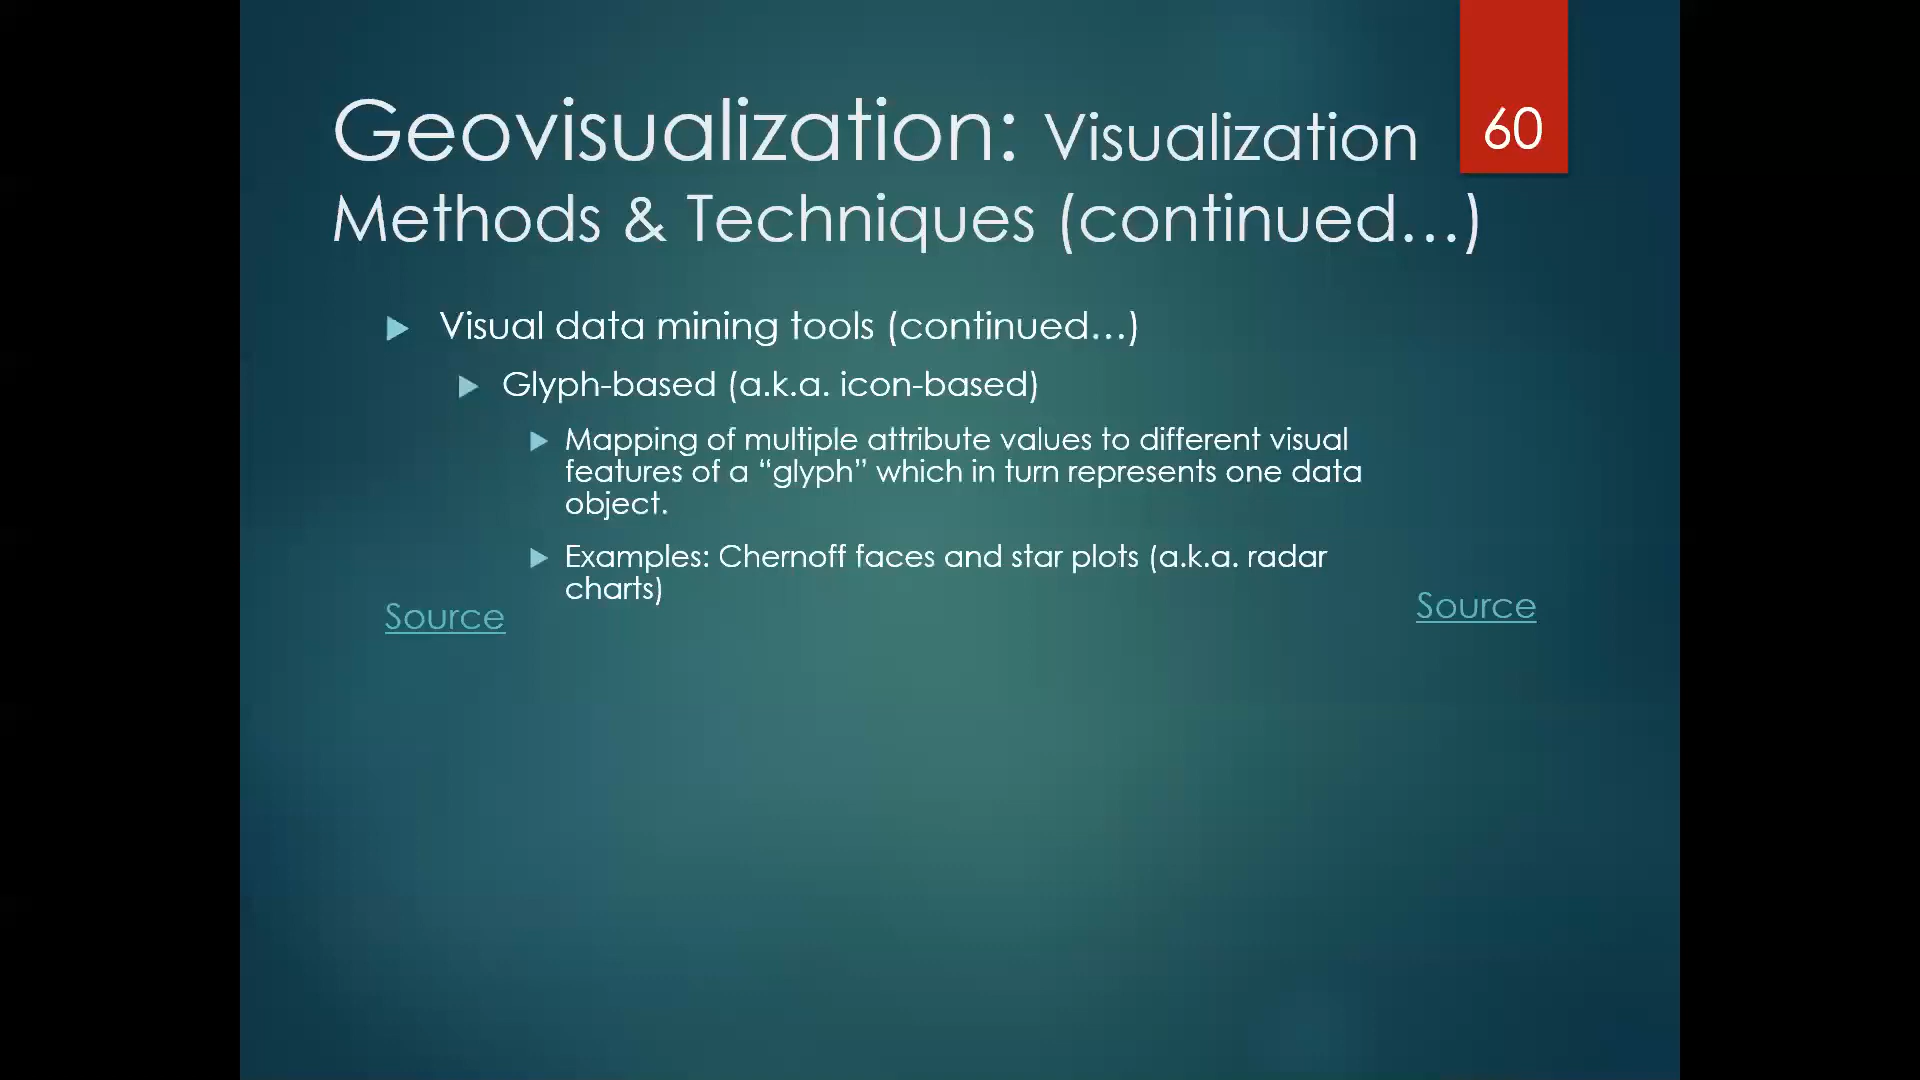 Geovisualization: Visualization
60
Methods & Techniques (continued…)
Visual data mining tools (continued…)
Glyph-based (a.k.a. icon-based)
Mapping of multiple attribute values to different visual
features of a “glyph” which in turn represents one data
object.
Examples: Chernoff faces and star plots (a.k.a. radar
charts)
Source
Source